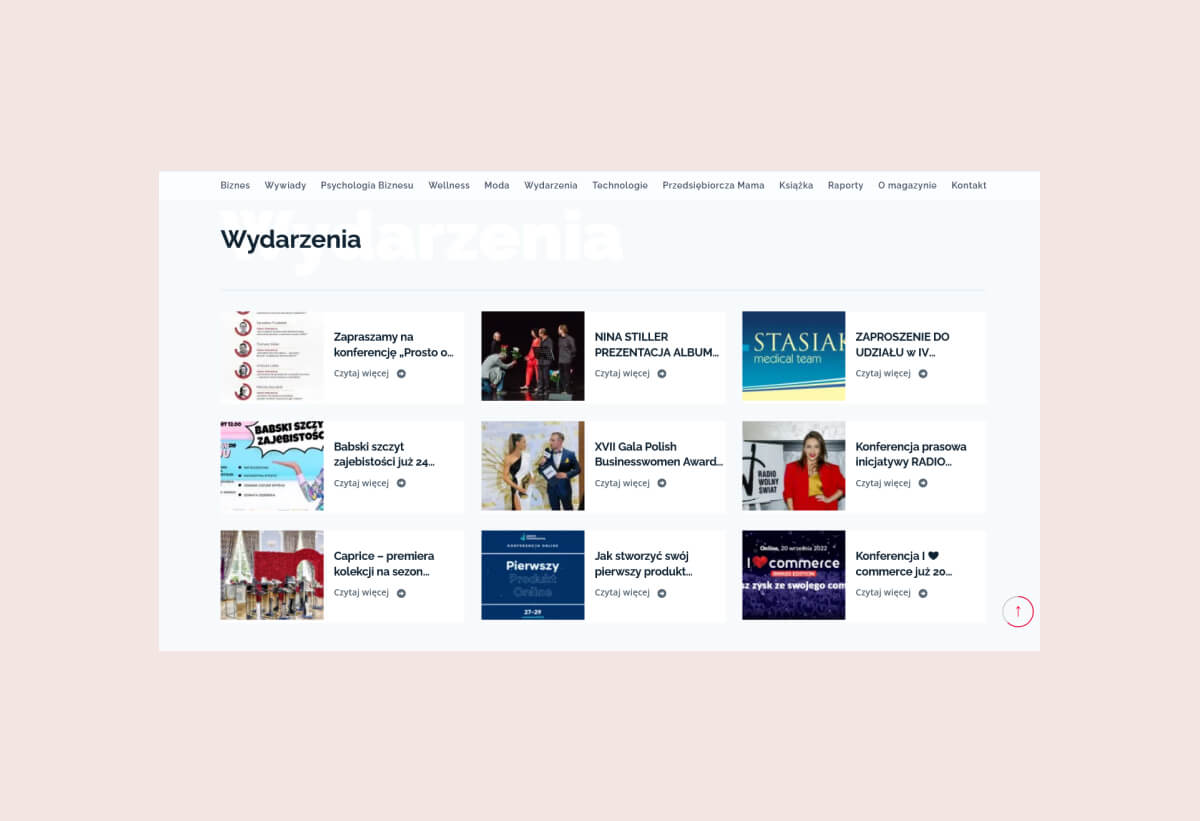 Biznes Wywiady Psychologia Biznesu Wellness Moda Wydarzenia Technologie Przedsiębiorcza Mama Książka Raporty O magazynie Kontakt
Wydarzenia
Wydarzenia
Zapraszamy na
konferencję „Prosto o...
Czytaj więcej
NINA STILLER
PREZENTACJA ALBUM...
Czytaj więcej
STASIAK
medical team
ZAPROSZENIE DO
UDZIAŁU w IV...
Czytaj więcej
BABSKI SZCZY
ZAJEBISTOŚC
Babski szczyt
zajebistości już 24...
Czytaj więcej
XVII Gala Polish
Businesswomen Award...
Czytaj więcej
RADIO
WOLNY
ŚWIAT
Konferencja prasowa
inicjatywy RADIO...
Czytaj więcej
Caprice – premiera
kolekcji na sezon...
Czytaj więcej
KONFERENCJA ONLINE
Pierwszy
Produkt
Online
27-29
Jak stworzyć swój
pierwszy produkt...
Czytaj więcej
Online, 20 września 2022
I ❤ commerce
sz zysk ze swojego com
Konferencja I ♥
commerce już 20...
Czytaj więcej
↑